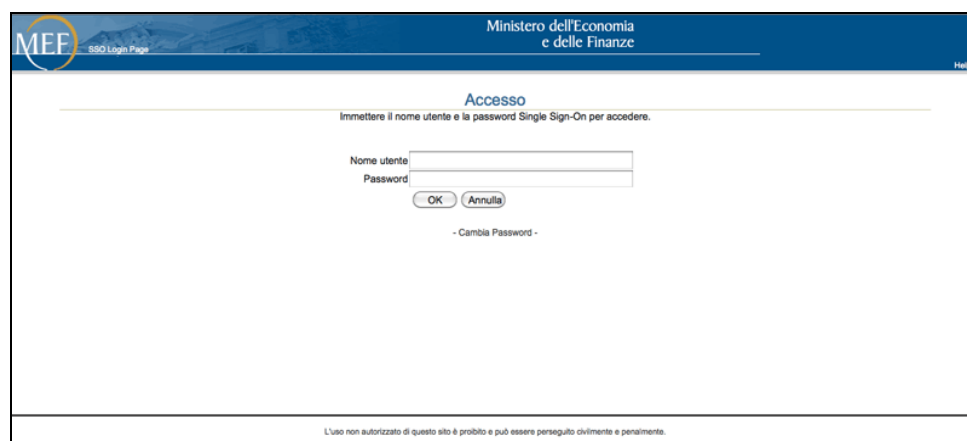 MEF
SSO Login Page
Ministero dell'Economia
e delle Finanze
Hel
Accesso
Immettere il nome utente e la password Single Sign-On per accedere.
Nome utente
Password
OK Annulla
- Cambia Password -
L'uso non autorizzato di questo sito è proibito e può essere perseguito civilmente e penalmente.